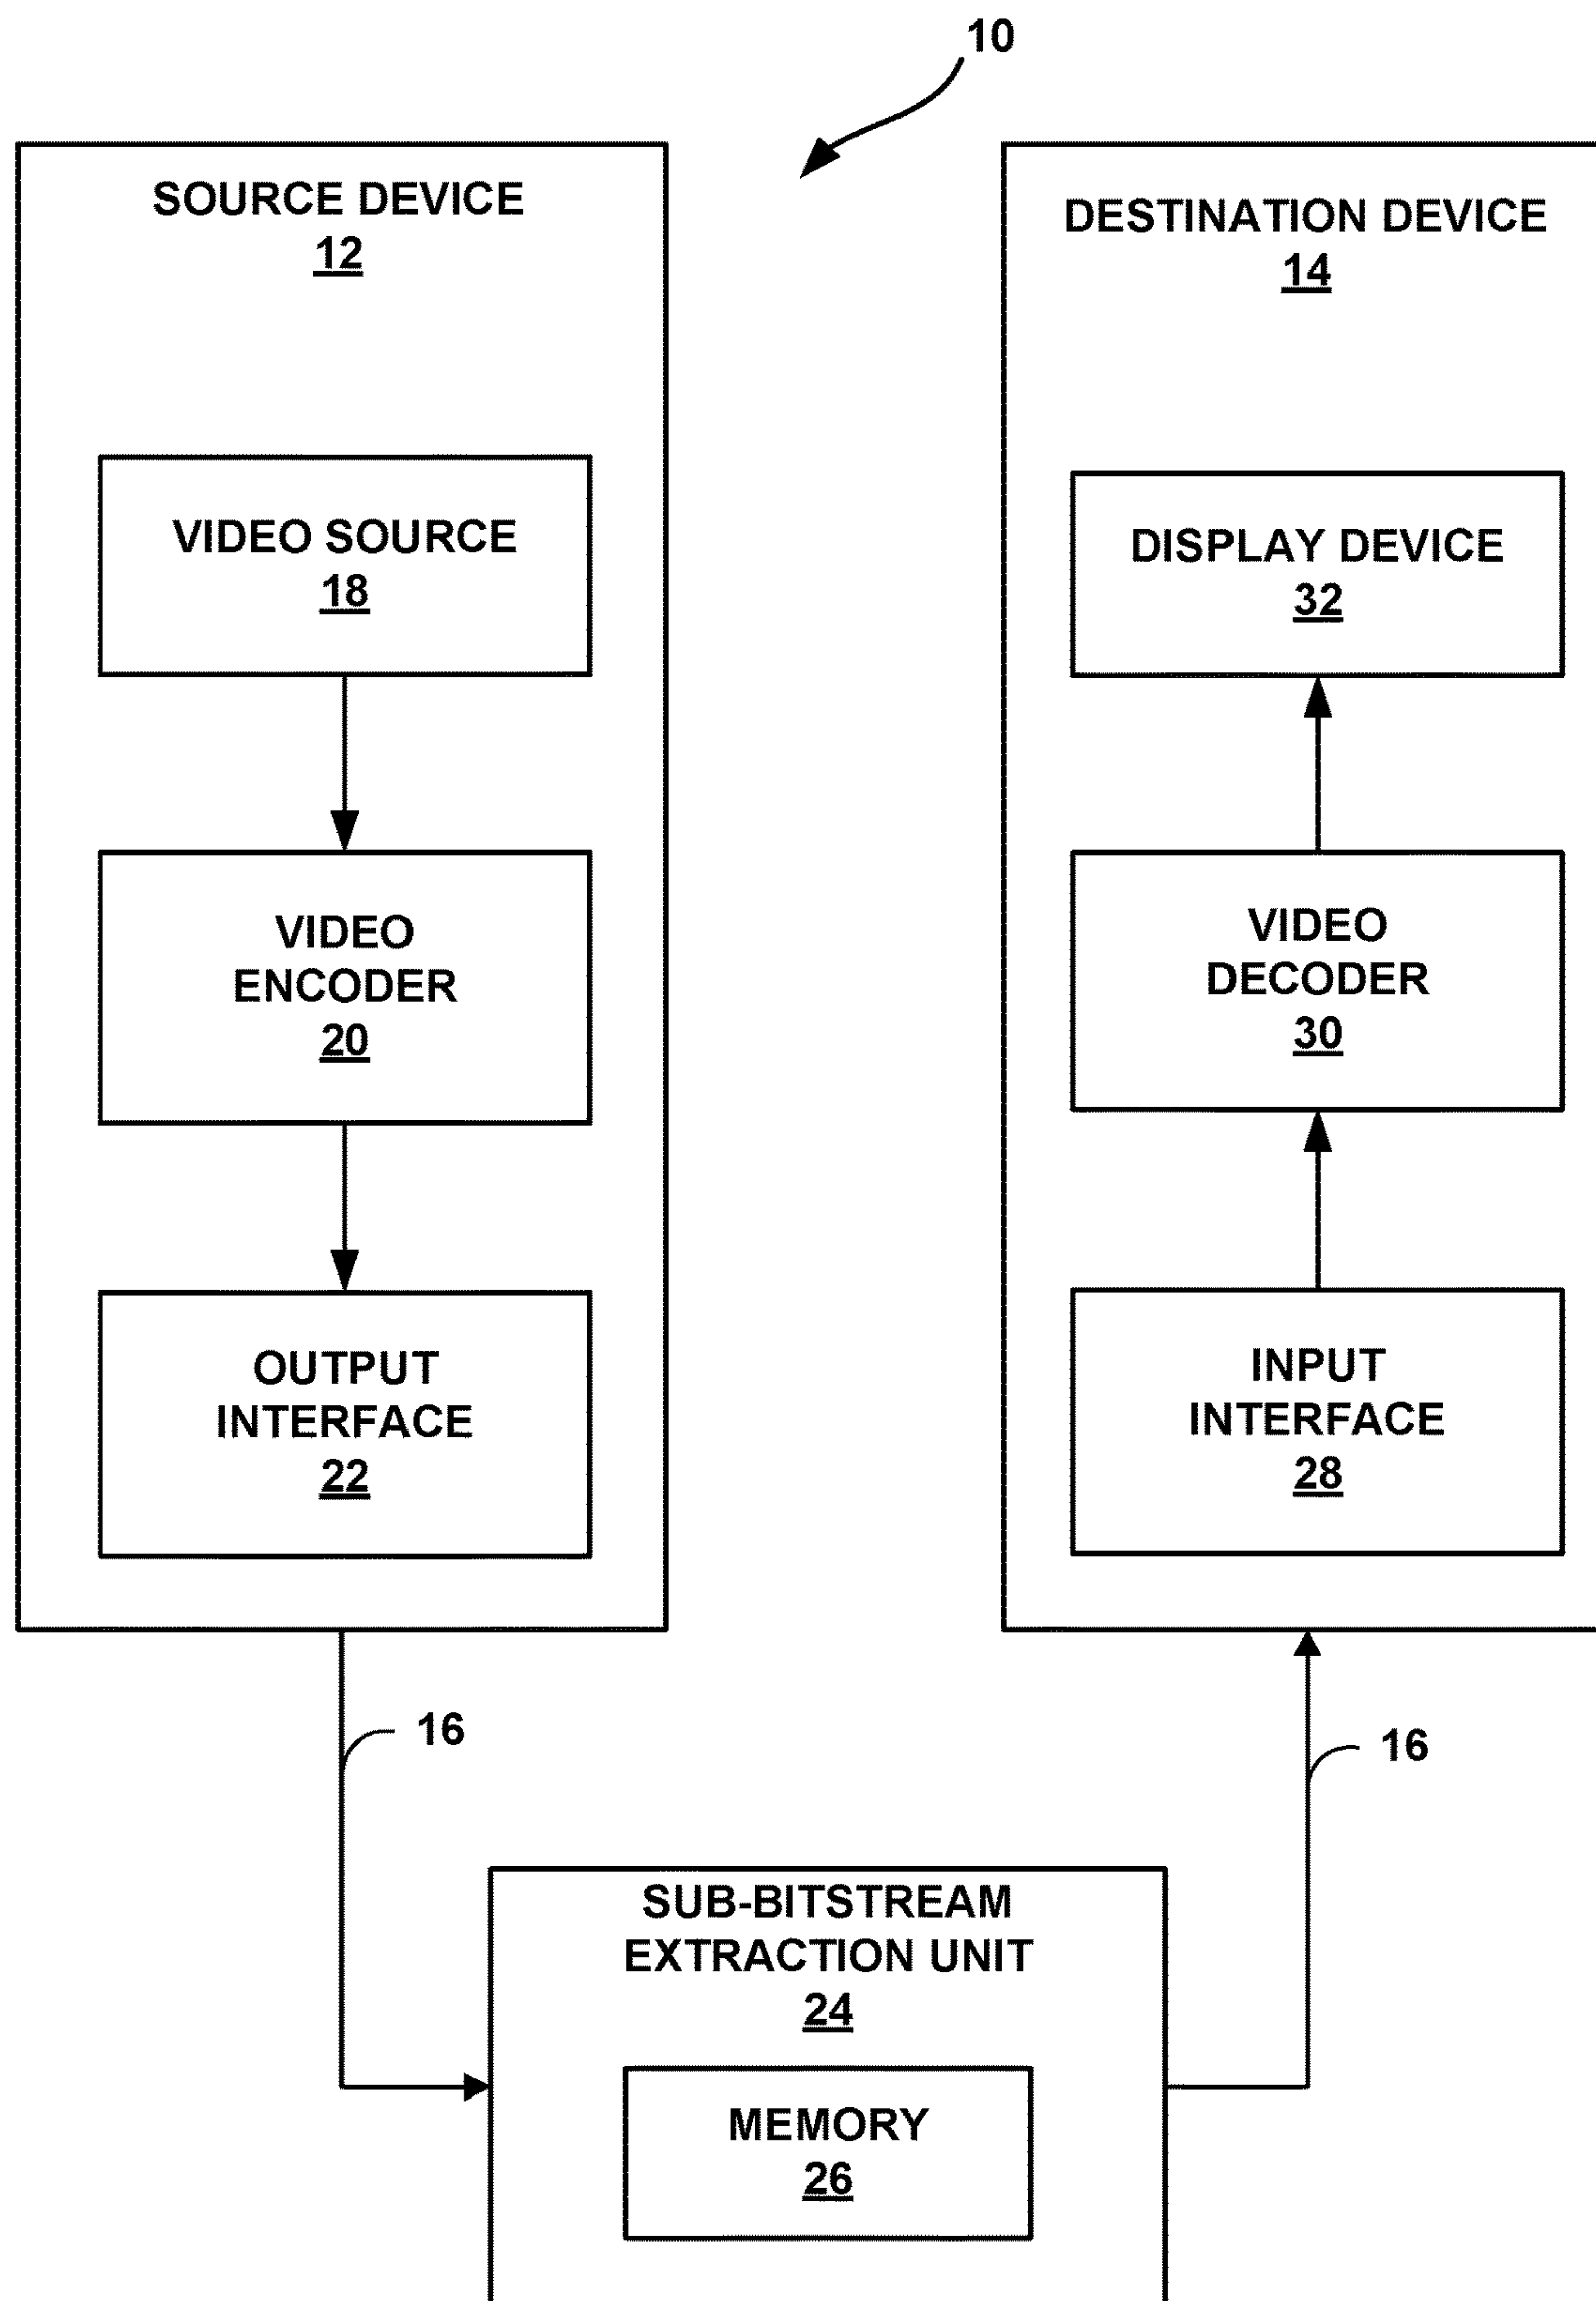 10
SOURCE DEVICE
12
VIDEO SOURCE
18
VIDEO
ENCODER
20
OUTPUT
INTERFACE
22
16
DESTINATION DEVICE
14
DISPLAY DEVICE
32
VIDEO
DECODER
30
INPUT
INTERFACE
28
16
SUB-BITSTREAM
EXTRACTION UNIT
24
MEMORY
26